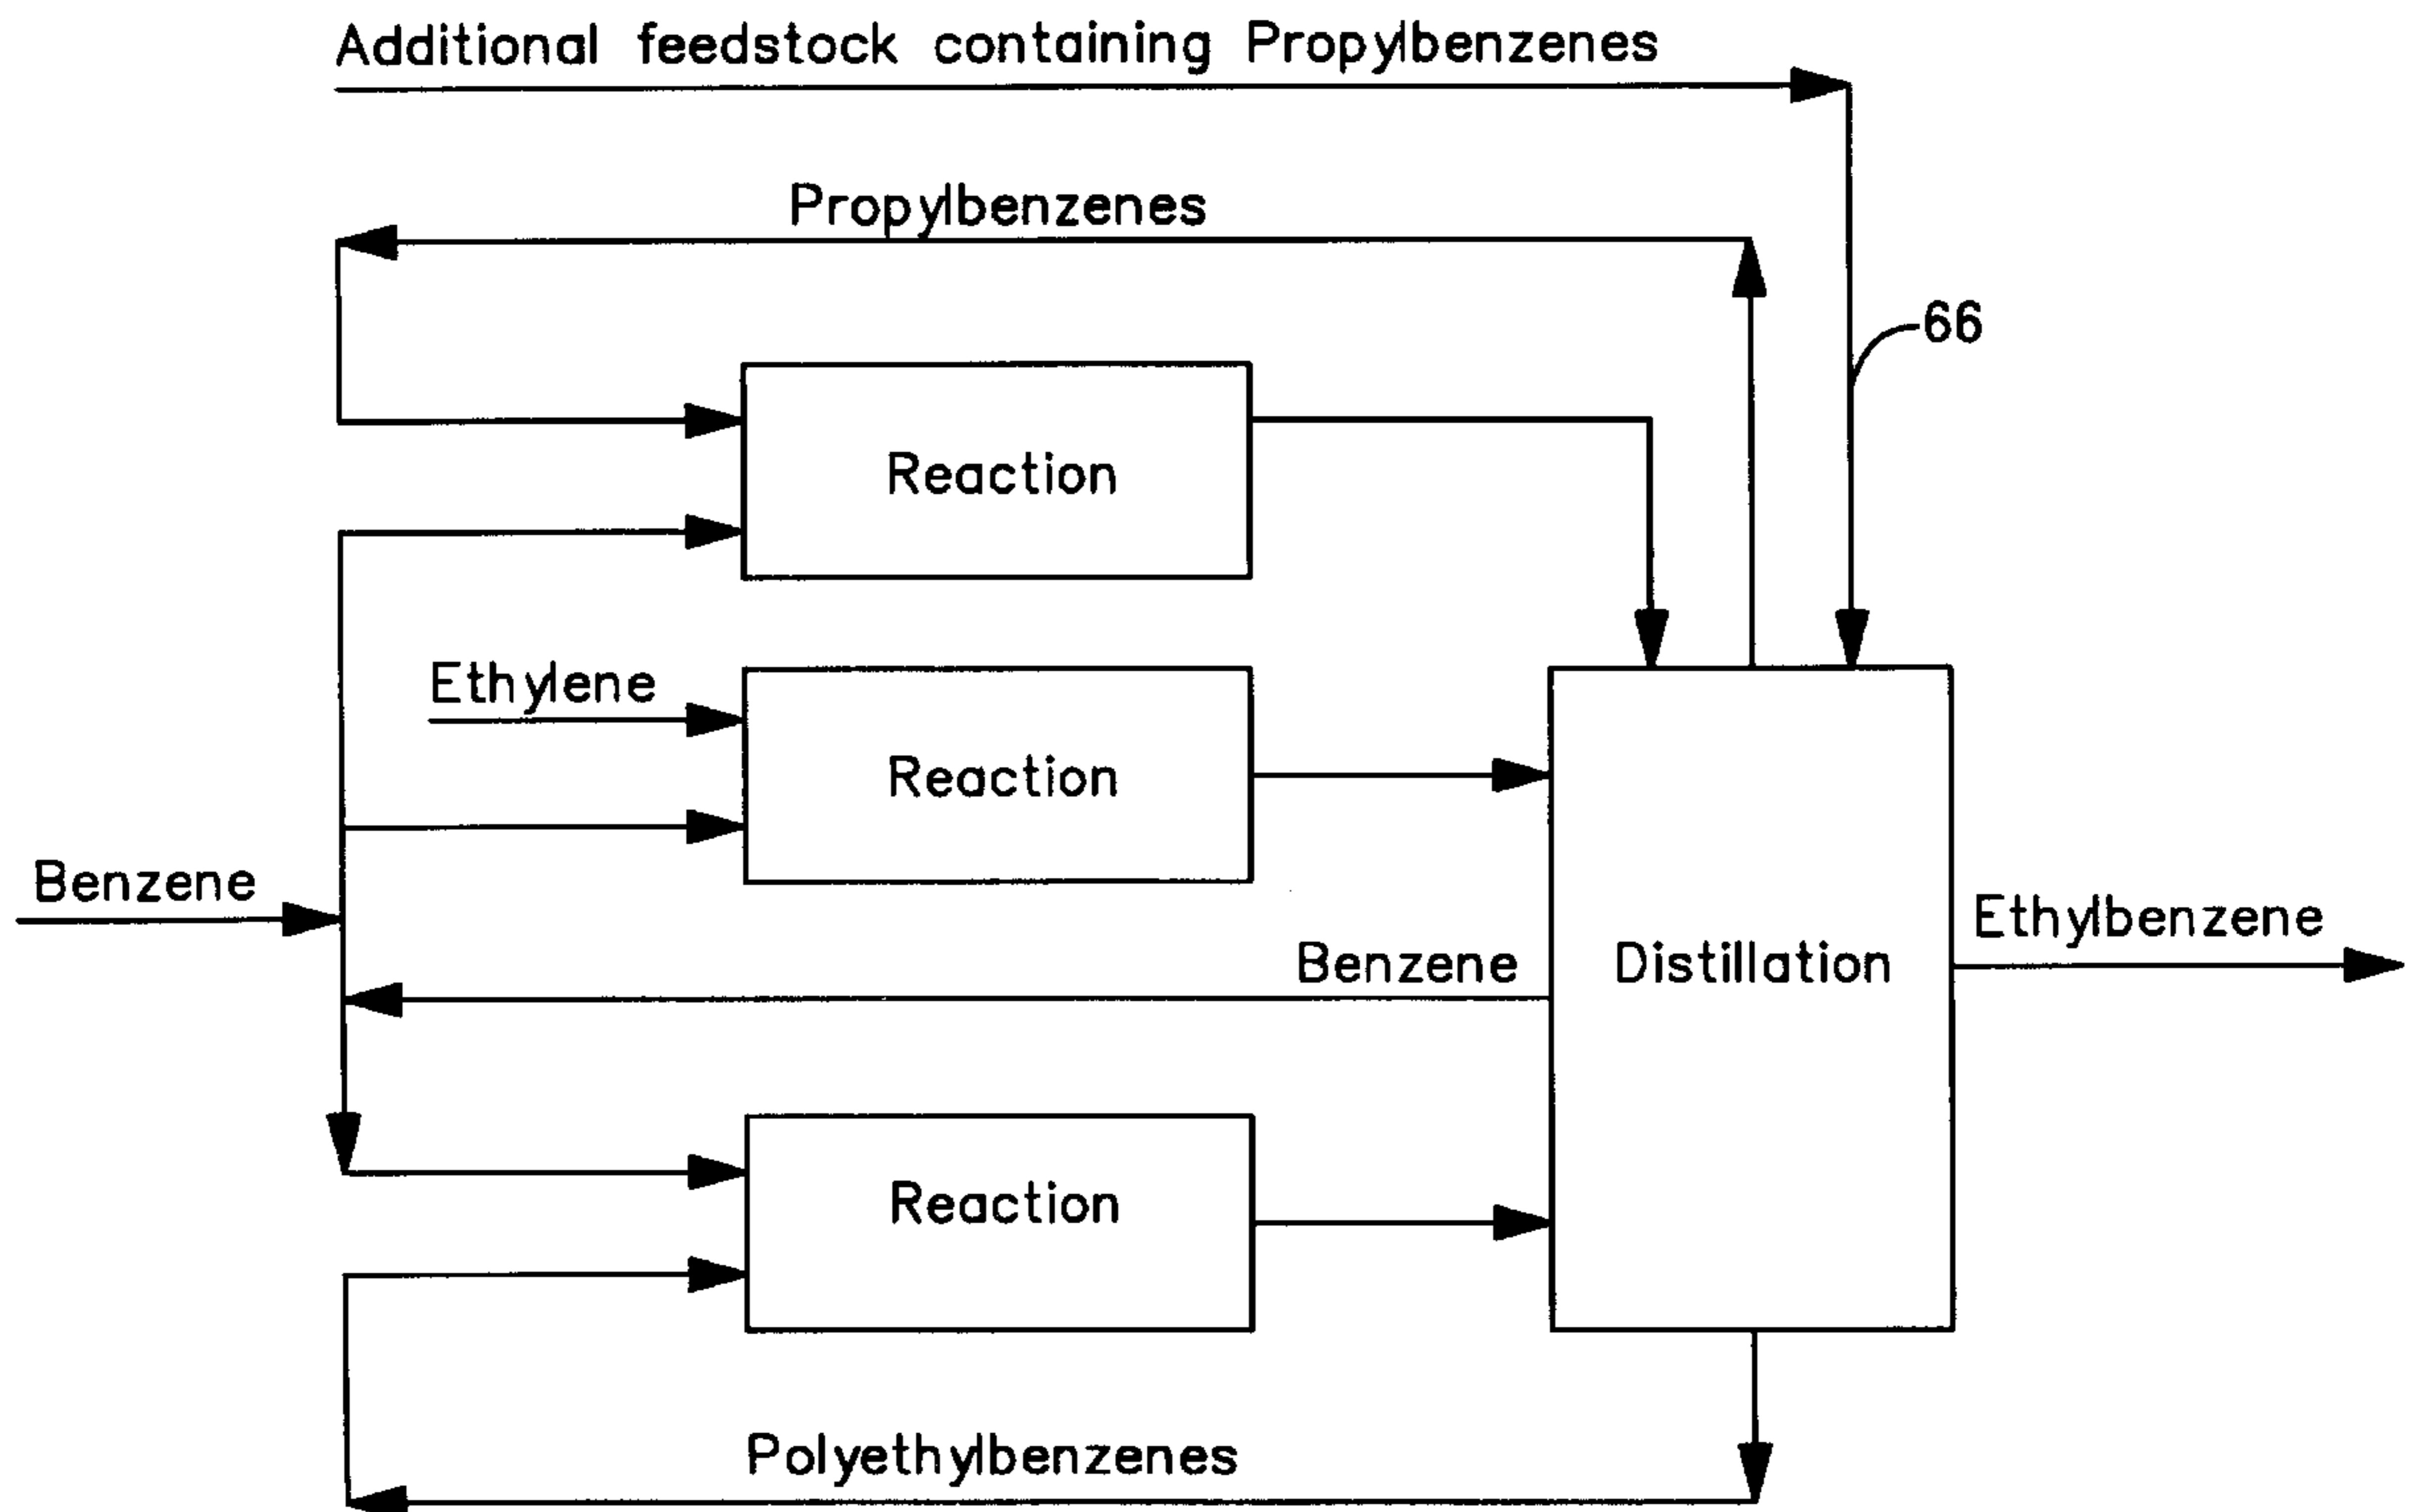 Additional feedstock containing Propylbenzenes
Propylbenzenes
66
Reaction
Ethylene
Reaction
Benzene
Ethylbenzene
Benzene
Distillation
Reaction
Polyethylbenzenes